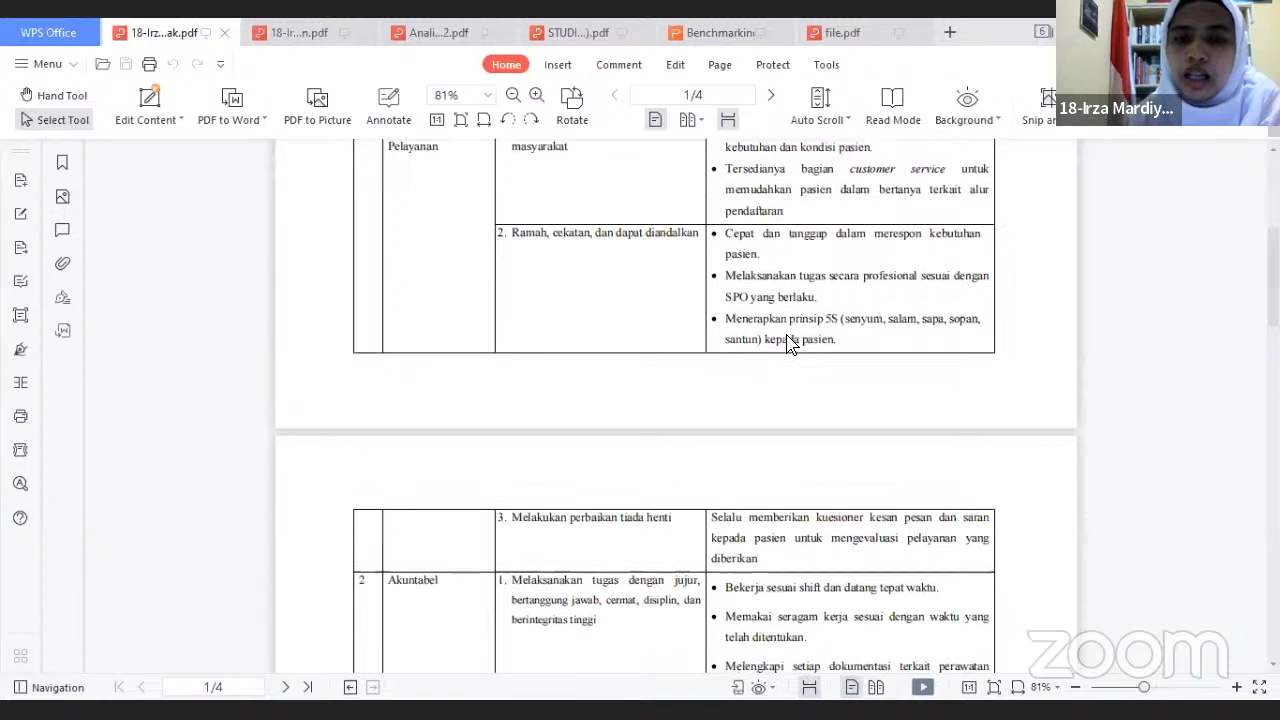 WPS Office
18-Irz...ak.pdf
18-Ir...n.pdf
Anali...2.pdf
STUDI...).pdf
Benchmarkin
file.pdf
6
Menu
Home
Insert
Comment
Edit
Page
Protect
Tools
Hand Tool
Select Tool
Edit Content
PDF to Word
PDF to Picture
Annotate
81%
Rotate
1/4
Auto Scroll
Read Mode
Background
Snip an
18-Irza Mardiy...
Pelayanan
masyarakat
kebutuhan dan kondisi pasien.
• Tersedianya bagian customer service untuk
memudahkan pasien dalam bertanya terkait alur
pendaftaran
2. Ramah, cekatan, dan dapat diandalkan
• Cepat dan tanggap dalam merespon kebutuhan
pasien.
• Melaksanakan tugas secara profesional sesuai dengan
SPO yang berlaku.
• Menerapkan prinsip 5S (senyum, salam, sapa, sopan,
santun) kepada pasien.
3. Melakukan perbaikan tiada henti
Selalu memberikan kuesioner kesan pesan dan saran
kepada pasien untuk mengevaluasi pelayanan yang
diberikan
2
Akuntabel
1. Melaksanakan tugas dengan jujur,
bertanggung jawab, cermat, disiplin, dan
berintegritas tinggi
• Bekerja sesuai shift dan datang tepat waktu.
• Memakai seragam kerja sesuai dengan waktu yang
telah ditentukan.
• Melengkapi setiap dokumentasi terkait perawatan
zoom
Navigation
1/4
81%